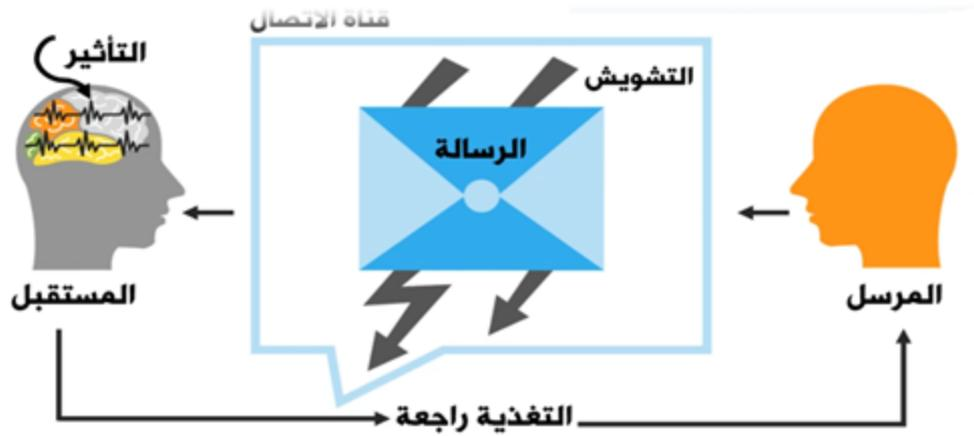 قناة الاتصال
التأثير
التشويش
الرسالة
المستقبل
المرسل
التغذية راجعة